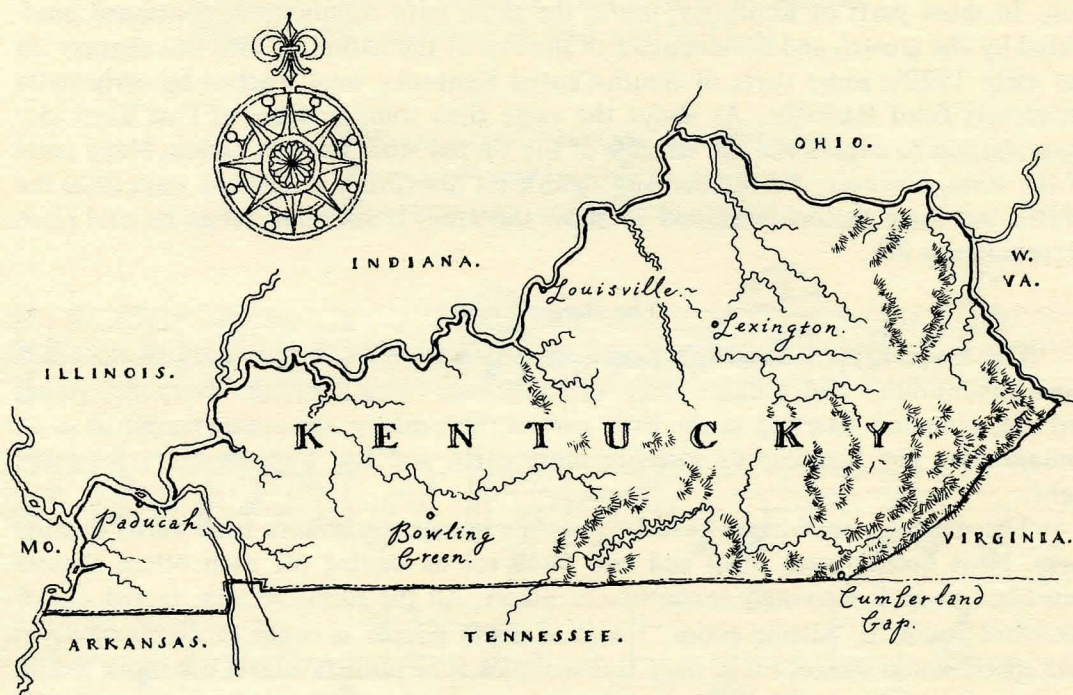 OHIO.
INDIANA.
W.
VA.
Louisville.
Lexington.
ILLINOIS.
KENTUCKY
Paducah
MO.
Bowling
Green.
VIRGINIA.
Cumberland
Gap.
ARKANSAS.
TENNESSEE.